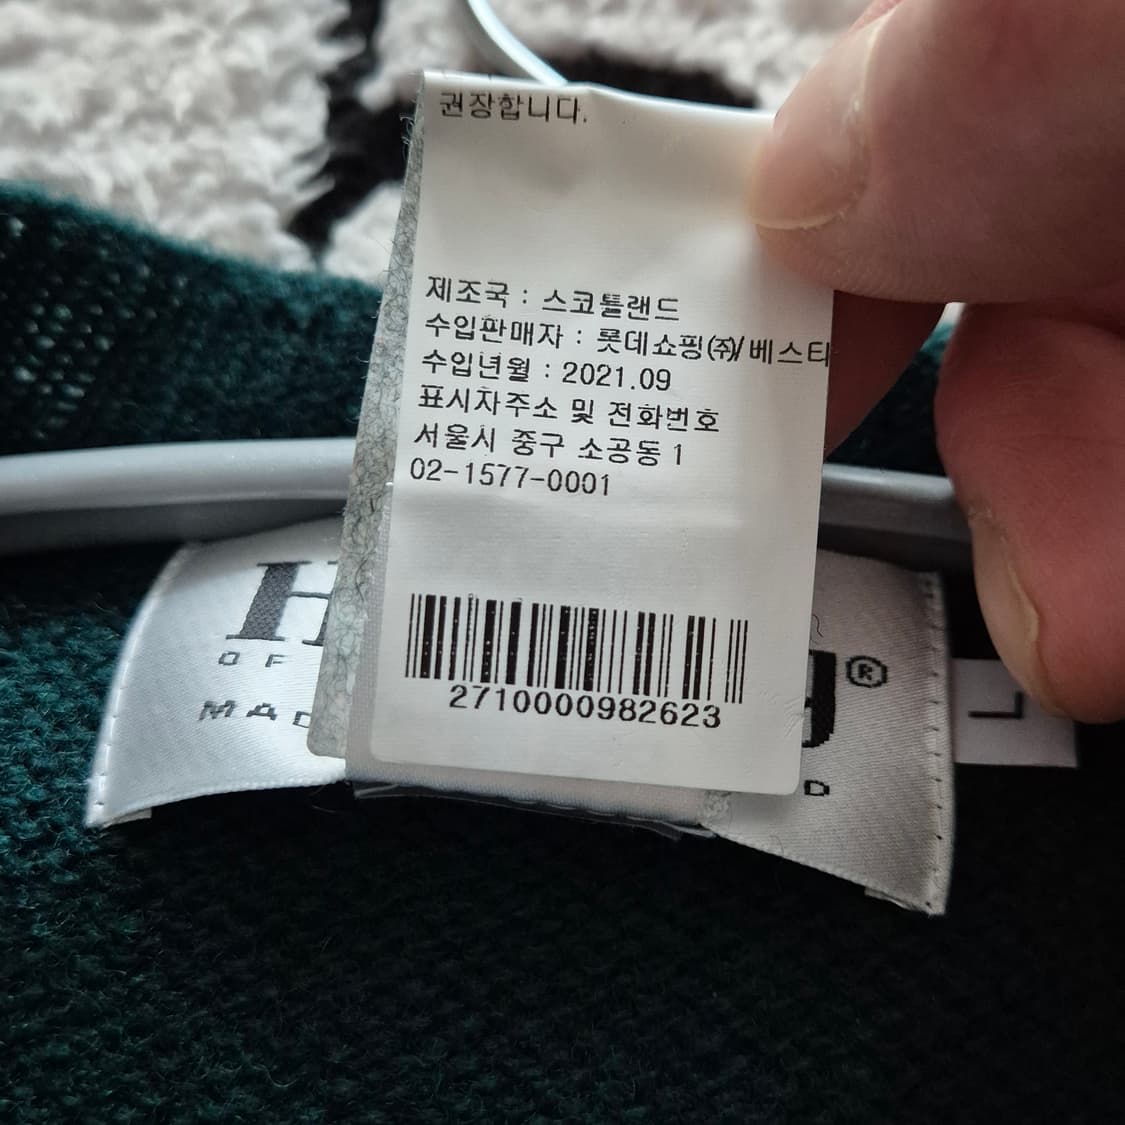 권장합니다.
제조국 : 스코틀랜드
수입판매자 : 롯데쇼핑㈜/베스티
수입년월 : 2021.09
표시자주소 및 전화번호
서울시 중구 소공동 1
02-1577-0001
2710000982623
H
®
OF
MAD
D
L